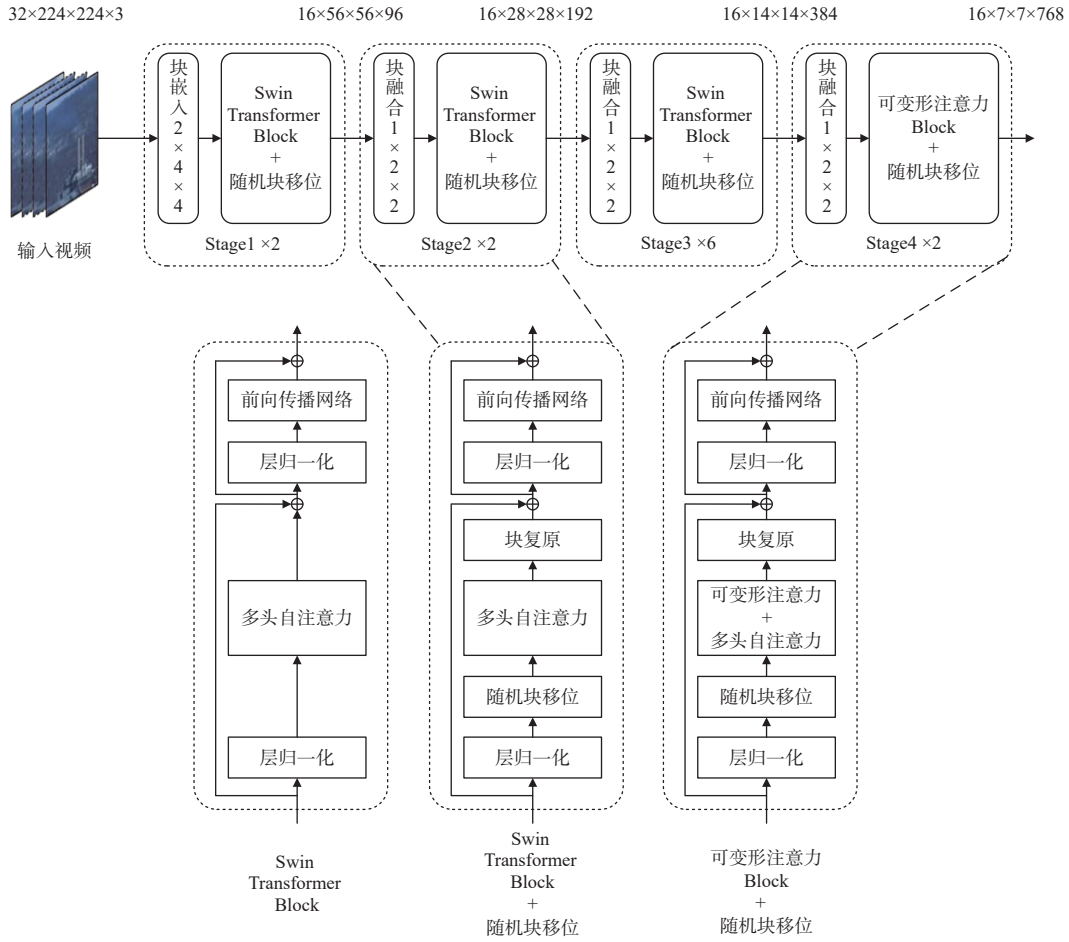 32×224×224×3
16×56×56×96
16×28×28×192
16×14×14×384
16×7×7×768
输入视频
块嵌入2×4×4
Swin
Transformer
Block
+
随机块移位
Stage1 ×2
块融合1×2×2
Swin
Transformer
Block
+
随机块移位
Stage2 ×2
块融合1×2×2
Swin
Transformer
Block
+
随机块移位
Stage3 ×6
块融合1×2×2
可变形注意力
Block
+
随机块移位
Stage4 ×2
前向传播网络
层归一化
多头自注意力
层归一化
Swin
Transformer
Block
前向传播网络
层归一化
块复原
多头自注意力
随机块移位
层归一化
Swin
Transformer
Block
+
随机块移位
前向传播网络
层归一化
块复原
可变形注意力
+
多头自注意力
随机块移位
层归一化
可变形注意力
Block
+
随机块移位